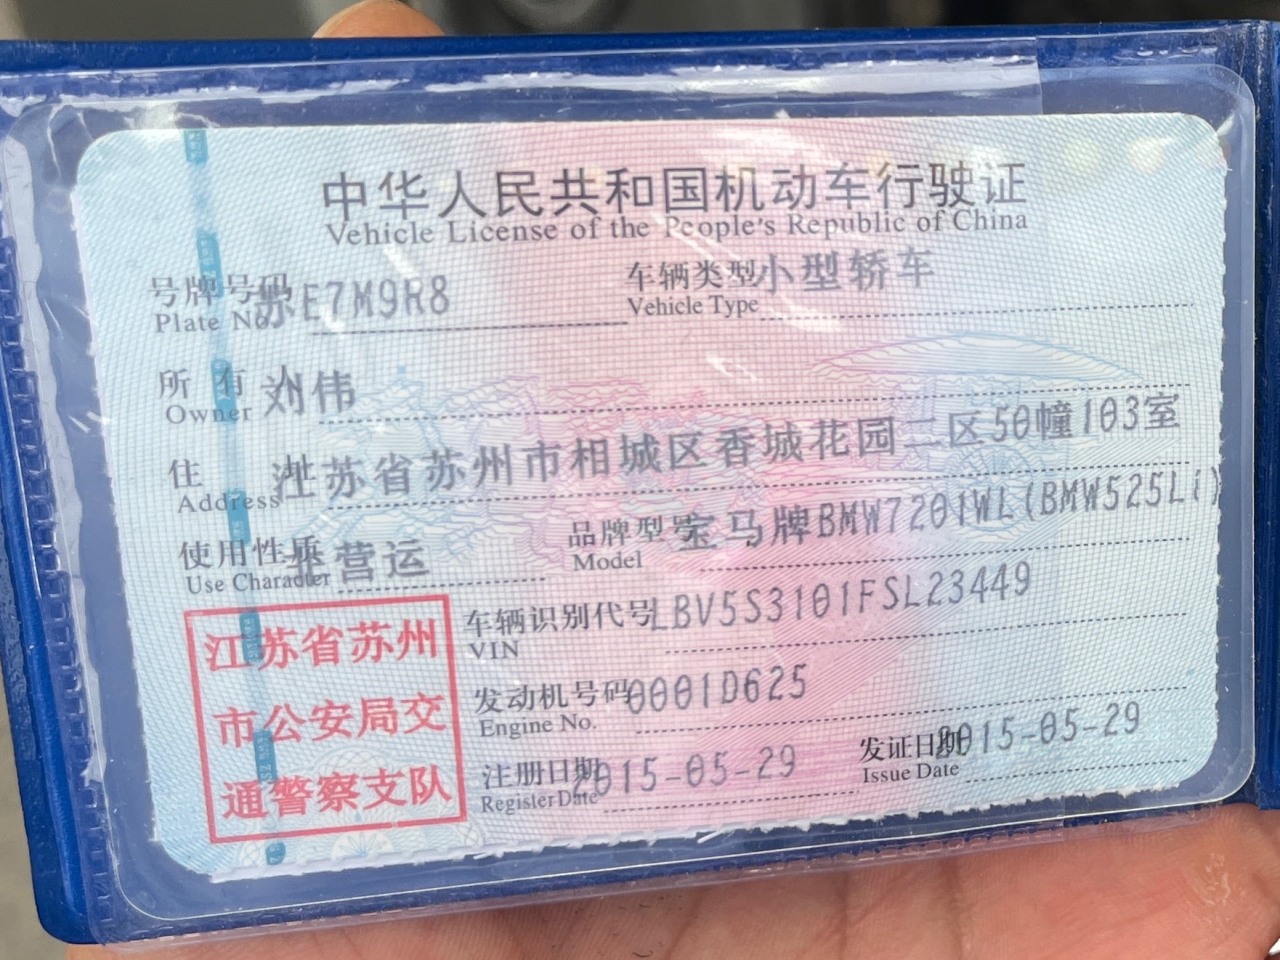 中华人民共和国机动车行驶证
Vehicle License of the People's Republic of China
号牌号码 苏E7M9R8 车辆类型 小型轿车
Plate No. Vehicle Type
所有人 刘伟
Owner
住址 江苏省苏州市相城区香城花园二区50幢103室
Address
使用性质 非营运 品牌型号 宝马牌BMW7201WL(BMW525Li)
Use Character Model
江苏省苏州
市公安局交
通警察支队
车辆识别代号 LBV5S3101FSL23449
VIN
发动机号码 0001D625
Engine No.
注册日期 2015-05-29 发证日期 2015-05-29
Register Date Issue Date